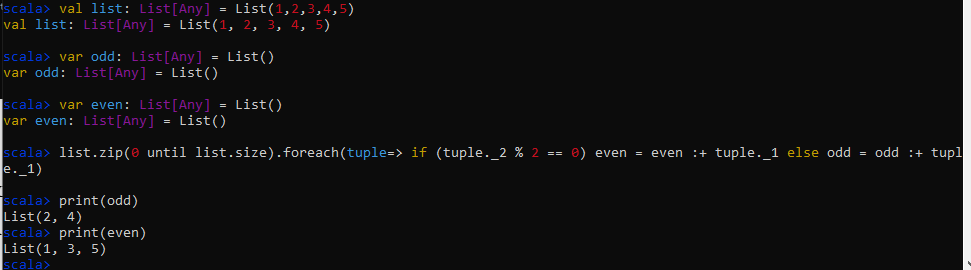 scala> val list: List[Any] = List(1,2,3,4,5)
val list: List[Any] = List(1, 2, 3, 4, 5)
scala> var odd: List[Any] = List()
var odd: List[Any] = List()
scala> var even: List[Any] = List()
var even: List[Any] = List()
scala> list.zip(0 until list.size).foreach(tuple=> if (tuple._2 % 2 == 0) even = even :+ tuple._1 else odd = odd :+ tupl
e._1)
scala> print(odd)
List(2, 4)
scala> print(even)
List(1, 3, 5)
scala>